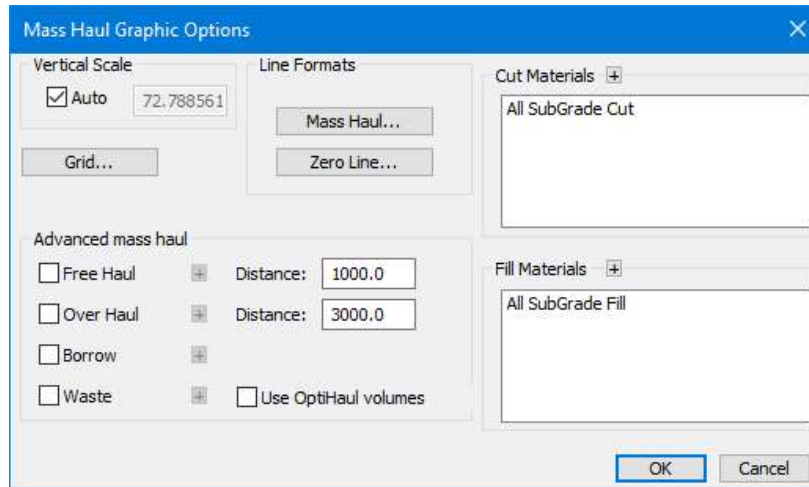 Mass Haul Graphic Options
Vertical Scale
Auto 72.788561
Grid...
Line Formats
Mass Haul...
Zero Line...
Cut Materials +
All SubGrade Cut
Advanced mass haul
Free Haul + Distance: 1000.0
Over Haul + Distance: 3000.0
Borrow +
Waste + Use OptiHaul volumes
Fill Materials +
All SubGrade Fill
OK Cancel